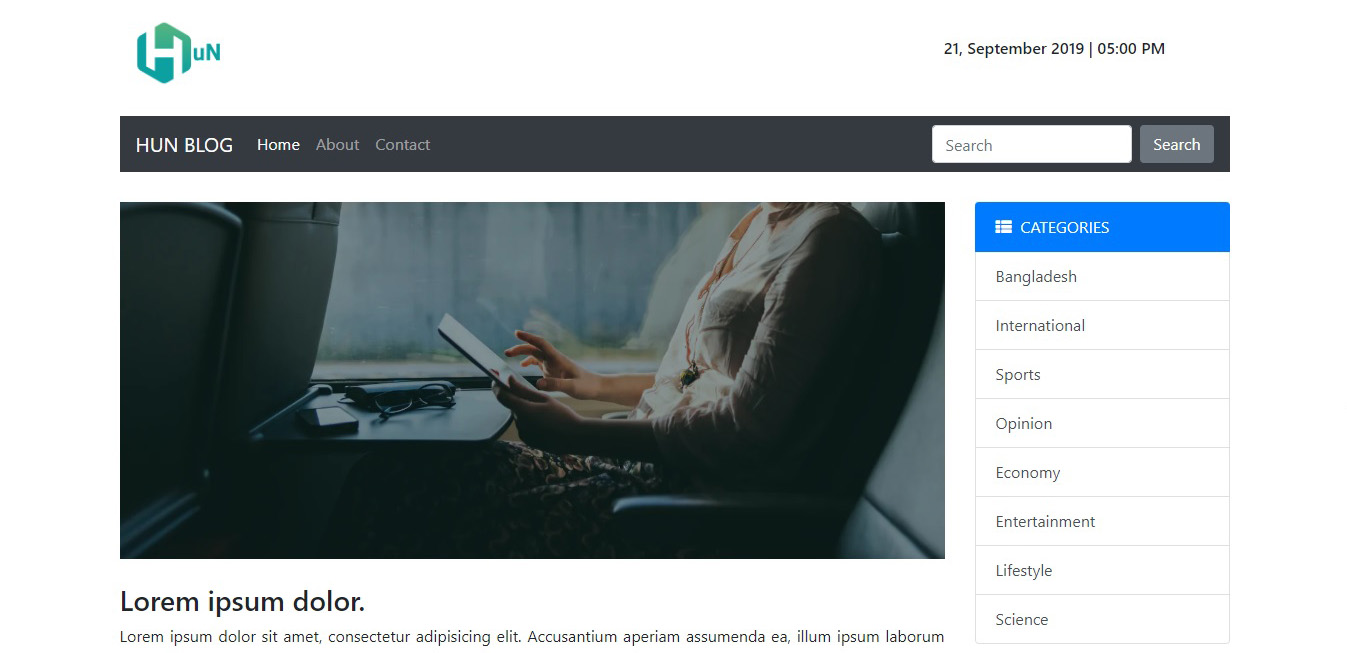 HuN
21, September 2019 | 05:00 PM
HUN BLOG Home About Contact Search Search
CATEGORIES
Bangladesh
International
Sports
Opinion
Economy
Entertainment
Lifestyle
Science
Lorem ipsum dolor.
Lorem ipsum dolor sit amet, consectetur adipisicing elit. Accusantium aperiam assumenda ea, illum ipsum laborum